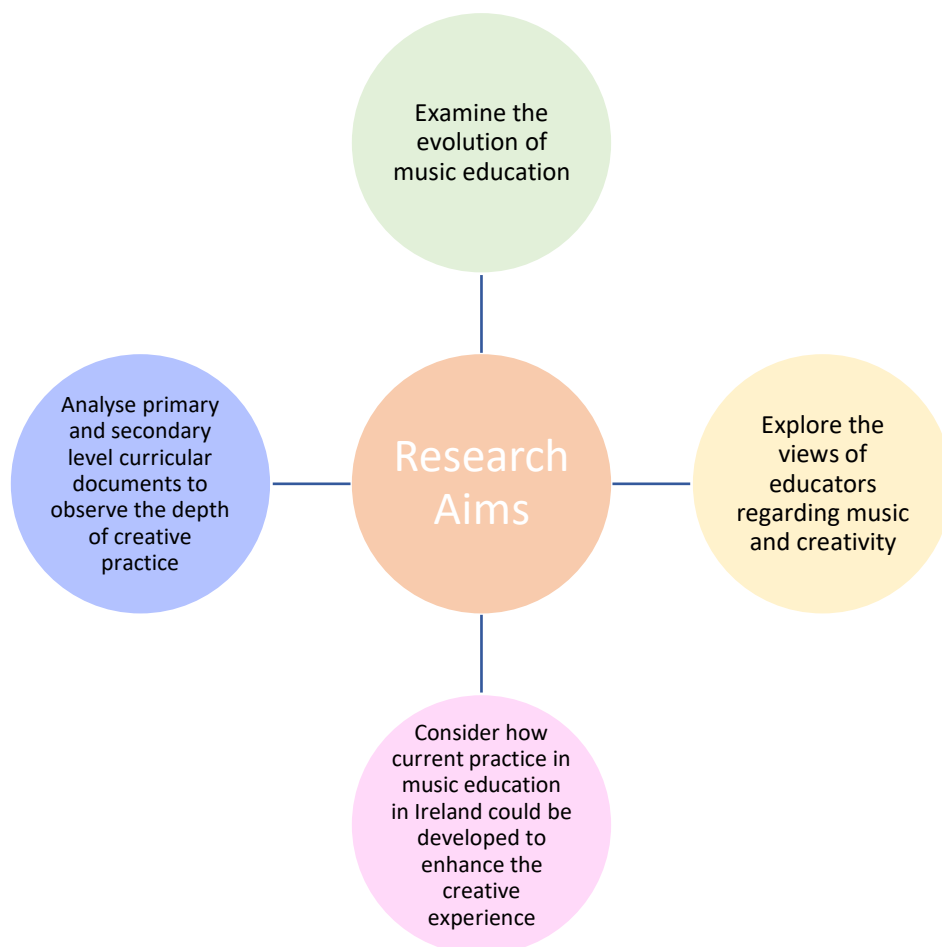 Examine the
evolution of
music education
Analyse primary
and secondary
level curricular
documents to
observe the depth
of creative
practice
Research
Aims
Explore the
views of
educators
regarding music
and creativity
Consider how
current practice in
music education
in Ireland could be
developed to
enhance the
creative
experience